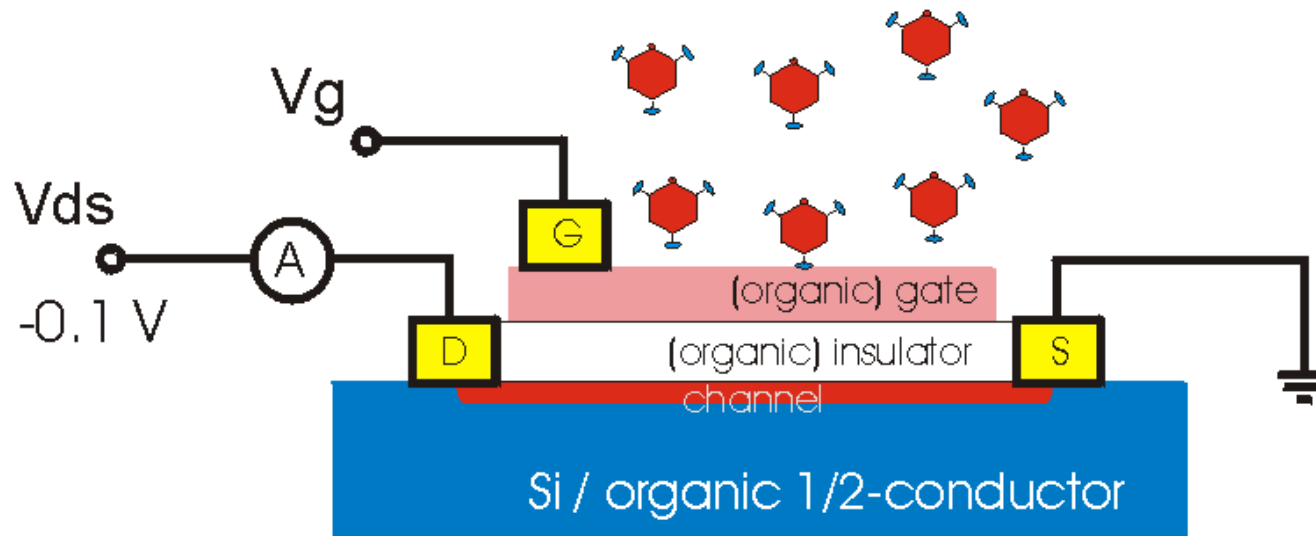 Vg
Vds
A
G
-0.1 V
(organic) gate
D
(organic) insulator
S
channel
Si / organic 1/2-conductor